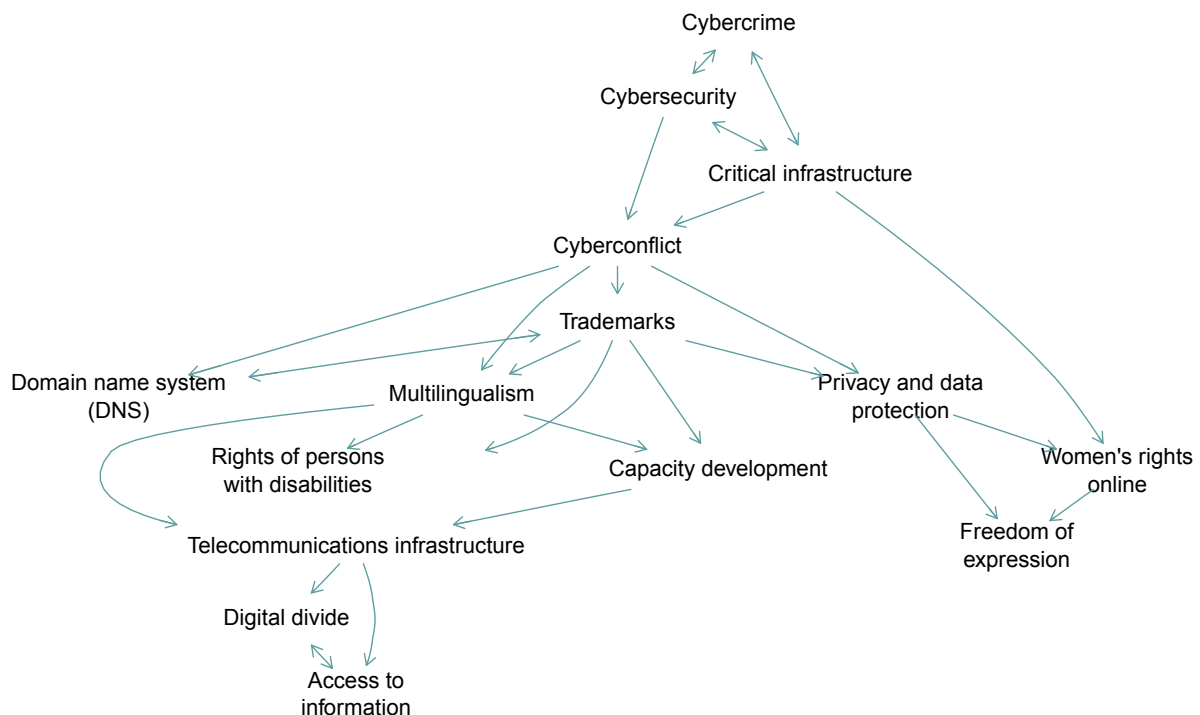 Cybercrime
Cybersecurity
Critical infrastructure
Cyberconflict
Trademarks
Domain name system
(DNS)
Multilingualism
Privacy and data
protection
Rights of persons
with disabilities
Capacity development
Women's rights
online
Telecommunications infrastructure
Freedom of
expression
Digital divide
Access to
information